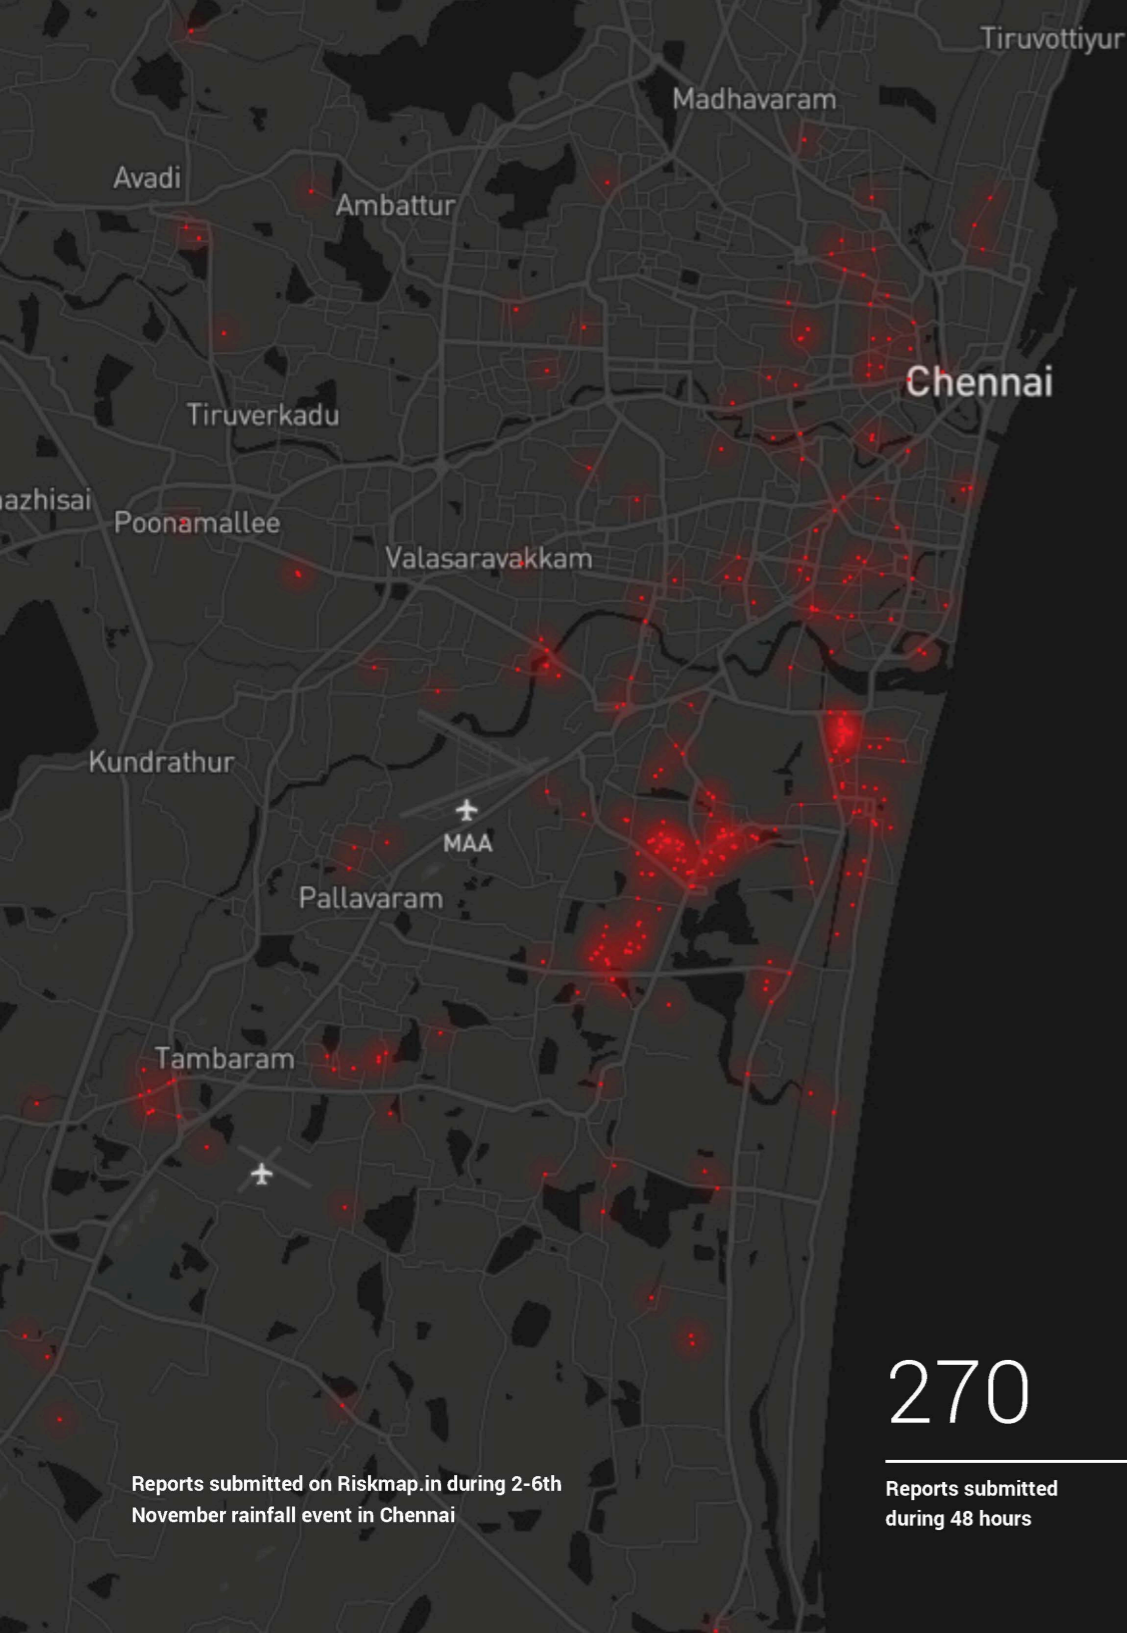 Tiruvottiyur
Madhavaram
Avadi
Ambattur
Chennai
Tiruverkadu
azhisai
Poonamallee
Valasaravakkam
Kundrathur
MAA
Pallavaram
Tambaram
270
Reports submitted on Riskmap.in during 2-6th
November rainfall event in Chennai
Reports submitted
during 48 hours